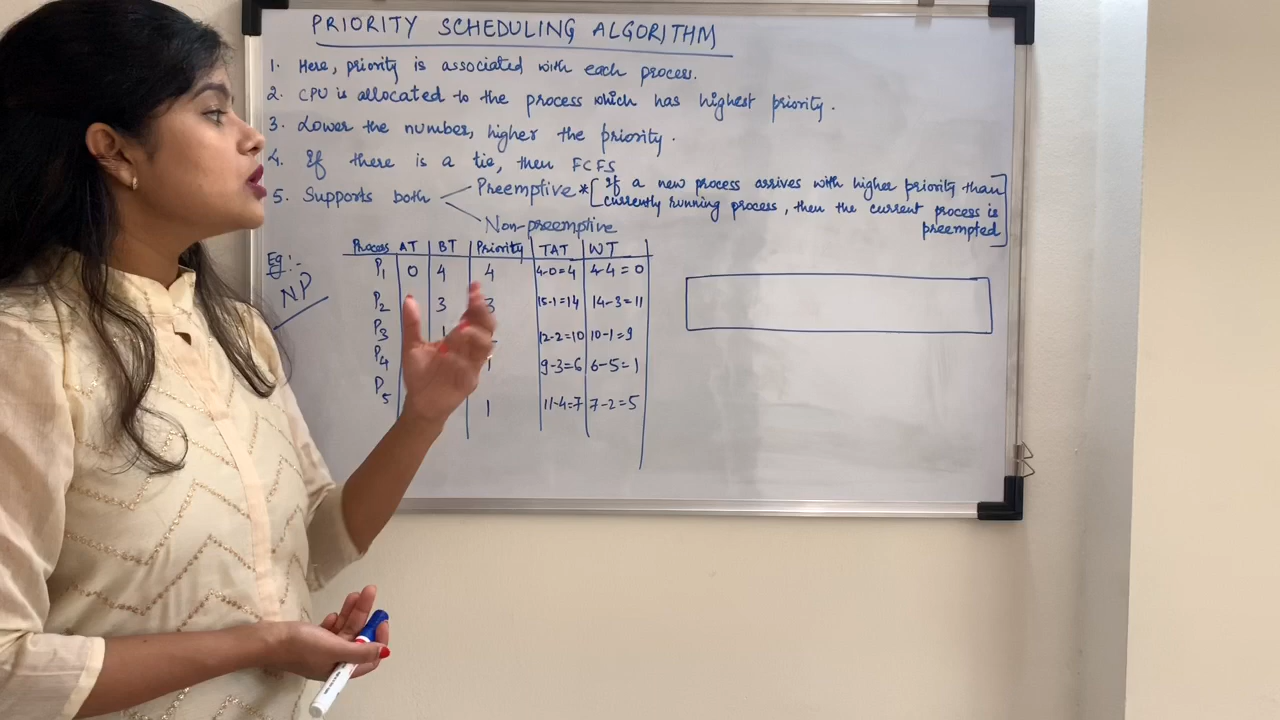 PRIORITY SCHEDULING ALGORITHM
1. Here, priority is associated with each process.
2. CPU is allocated to the process which has highest priority.
3. Lower the number, higher the priority.
4. If there is a tie, then FCFS
5. Supports both
Preemptive * [If a new process arrives with higher priority than
currently running process, then the current process is
preempted]
Non-preemptive
Eg:-
NP
Process AT BT Priority TAT WT
P1 0 4 4 4-0=4 4-4=0
P2 3 3 15-1=14 14-3=11
P3 1 12-2=10 10-1=9
P4 1 9-3=6 6-5=1
P5 1 11-4=7 7-2=5